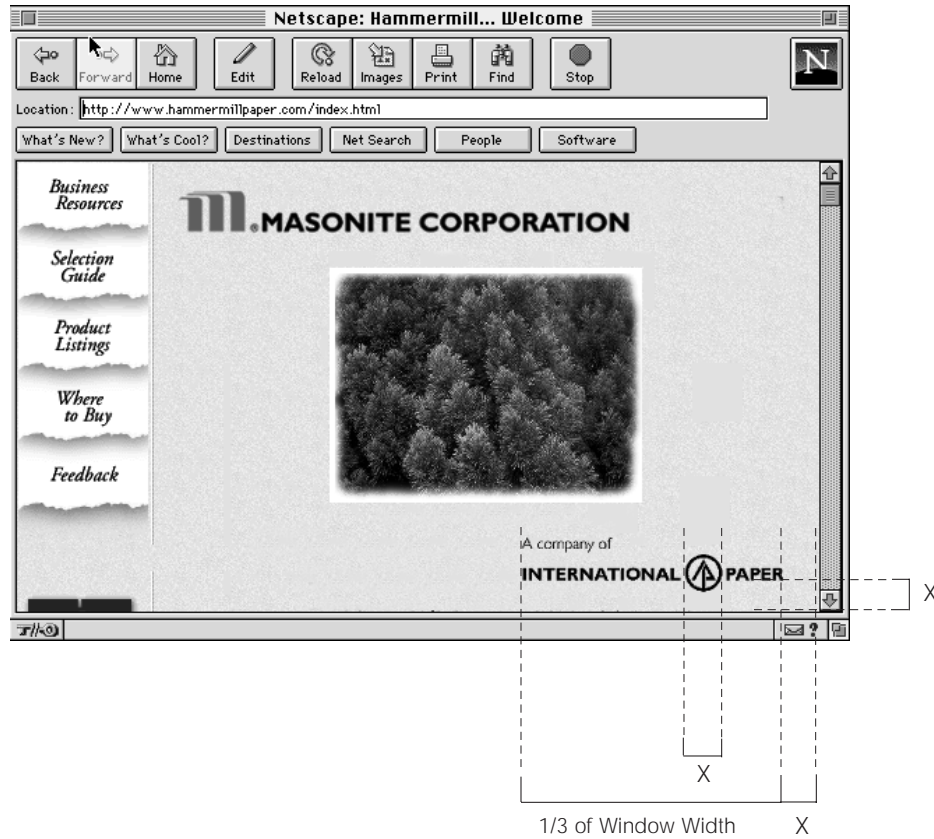 Netscape: Hammermill... Welcome
Back Forward Home Edit Reload Images Print Find Stop
N
Location: http://www.hammermillpaper.com/index.html
What's New? What's Cool? Destinations Net Search People Software
Business
Resources
Selection
Guide
Product
Listings
Where
to Buy
Feedback
®MASONITE CORPORATION
A company of
INTERNATIONAL PAPER
X
?
X
1/3 of Window Width X